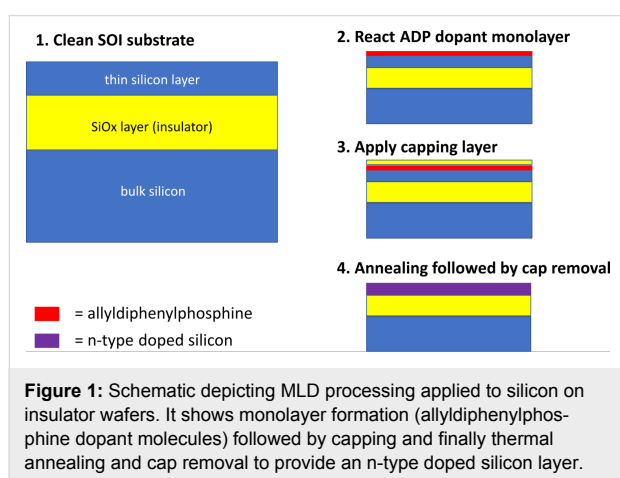 1. Clean SOI substrate
thin silicon layer
SiOx layer (insulator)
bulk silicon
= allyldiphenylphosphine
= n-type doped silicon
2. React ADP dopant monolayer
3. Apply capping layer
4. Annealing followed by cap removal
Figure 1: Schematic depicting MLD processing applied to silicon on
insulator wafers. It shows monolayer formation (allyldiphenylphos-
phine dopant molecules) followed by capping and finally thermal
annealing and cap removal to provide an n-type doped silicon layer.